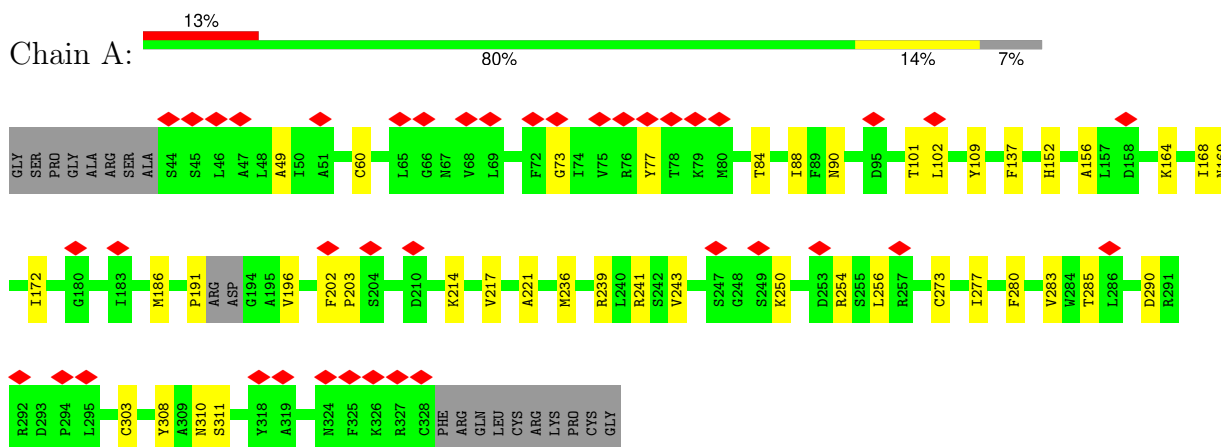 13%
Chain A:
80% 14% 7%
GLY SER PRO GLY ALA ARG SER ALA S44 S45 L46 A47 L48 A49 I50 A51 C60 L65 G66 N67 V68 L69 F72 G73 I74 V75 R76 Y77 T78 K79 M80 T84 I88 F89 N90 D95 T101 L102 Y109 F137 H152 A156 L157 D158 K164 I168 N169
I172 G180 I183 M186 P191 ARG ASP G194 A195 V196 F202 P203 S204 D210 K214 V217 A221 M236 R239 L240 R241 S242 V243 S247 G248 S249 K250 D253 R254 S255 L256 R257 C273 I277 F280 V283 W284 T285 L286 D290 R291
R292 D293 P294 L295 C303 Y308 A309 N310 S311 Y318 A319 N324 F325 K326 R327 C328 PHE ARG GLN LEU CYS ARG LYS PRO CYS GLY